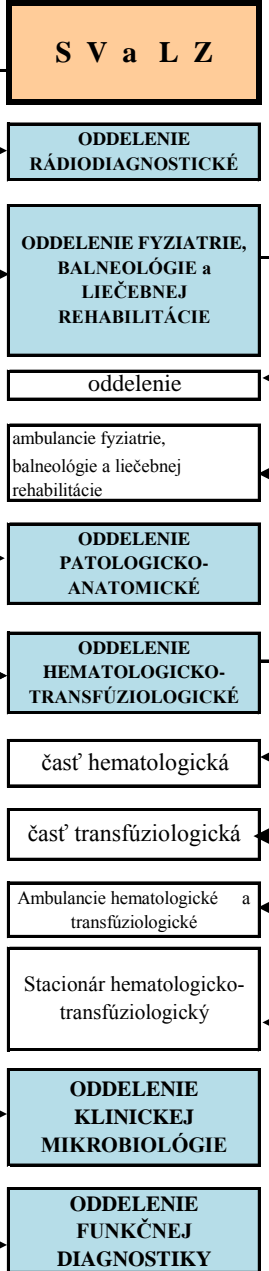 S V a L Z
ODDELENIE
RÁDIODIAGNOSTICKÉ
ODDELENIE FYZIATRIE,
BALNEOLÓGIE a
LIEČEBNEJ
REHABILITÁCIE
oddelenie
ambulancie fyziatrie,
balneológie a liečebnej
rehabilitácie
ODDELENIE
PATOLOGICKO-
ANATOMICKÉ
ODDELENIE
HEMATOLOGICKO-
TRANSFÚZIOLOGICKÉ
časť hematologická
časť transfúziologická
Ambulancie hematologické a
transfúziologické
Stacionár hematologicko-
transfúziologický
ODDELENIE
KLINICKEJ
MIKROBIOLÓGIE
ODDELENIE
FUNKČNEJ
DIAGNOSTIKY